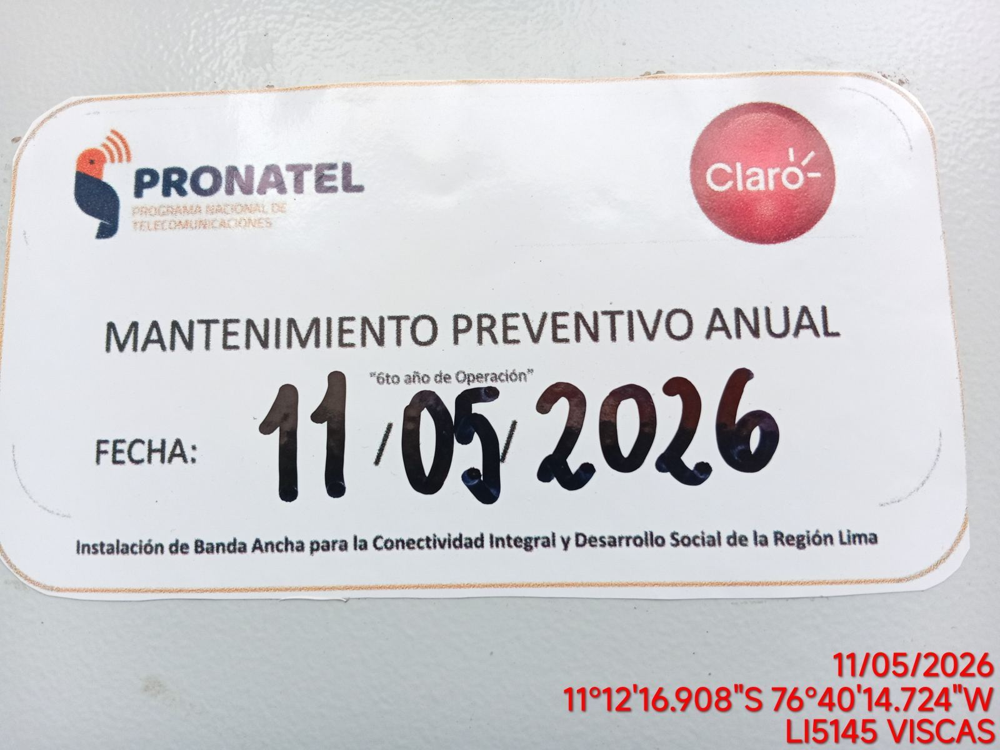 PRONATEL
PROGRAMA NACIONAL DE
TELECOMUNICACIONES
Claro
MANTENIMIENTO PREVENTIVO ANUAL
"6to año de Operación"
FECHA: 11/05/2026
Instalación de Banda Ancha para la Conectividad Integral y Desarrollo Social de la Región Lima
11/05/2026
11°12'16.908"S 76°40'14.724"W
LI5145 VISCAS